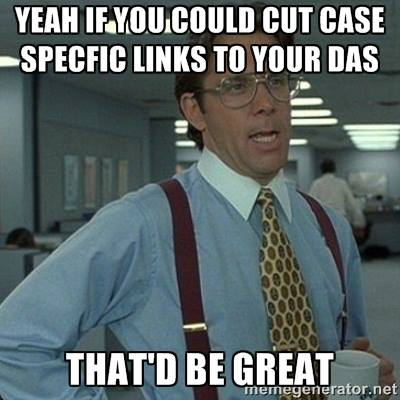 YEAH IF YOU COULD CUT CASE
SPECFIC LINKS TO YOUR DAS
THAT'D BE GREAT
memegenerator.net